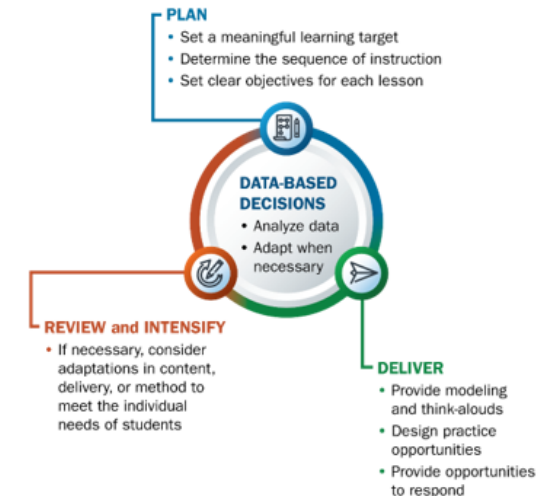 PLAN
• Set a meaningful learning target
• Determine the sequence of instruction
• Set clear objectives for each lesson
DATA-BASED
DECISIONS
• Analyze data
• Adapt when
necessary
REVIEW and INTENSIFY
• If necessary, consider
adaptations in content,
delivery, or method to
meet the individual
needs of students
DELIVER
• Provide modeling
and think-alouds
• Design practice
opportunities
• Provide opportunities
to respond